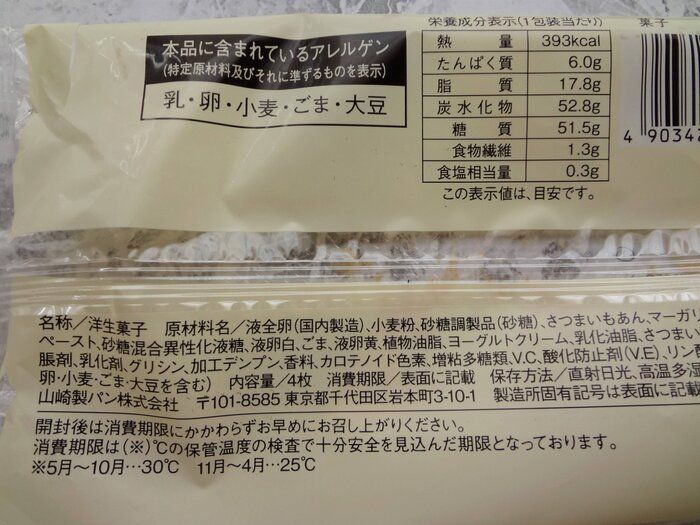 本品に含まれているアレルゲン
(特定原材料及びそれに準ずるものを表示)
乳・卵・小麦・ごま・大豆
栄養成分表示(1包装当たり)
熱量 393kcal
たんぱく質 6.0g
脂質 17.8g
炭水化物 52.8g
糖質 51.5g
食物繊維 1.3g
食塩相当量 0.3g
この表示値は、目安です。
菓子
4 90342
名称/洋生菓子 原材料名/液全卵(国内製造)、小麦粉、砂糖調製品(砂糖)、さつまいもあん、マーガリ
ペースト、砂糖混合異性化液糖、液卵白、ごま、液卵黄、植物油脂、ヨーグルトクリーム、乳化油脂、さつまい
脹剤、乳化剤、グリシン、加工デンプン、香料、カロテノイド色素、増粘多糖類、V.C、酸化防止剤(V.E)、リン酸
卵・小麦・ごま・大豆を含む) 内容量/4枚 消費期限/表面に記載 保存方法/直射日光、高温多湿
山崎製パン株式会社 〒101-8585 東京都千代田区岩本町3-10-1 製造所固有記号は表面に記載
開封後は消費期限にかかわらずお早めにお召し上がりください。
消費期限は(※)℃の保管温度の検査で十分安全を見込んだ期限となっております。
※5月～10月…30℃ 11月～4月…25℃